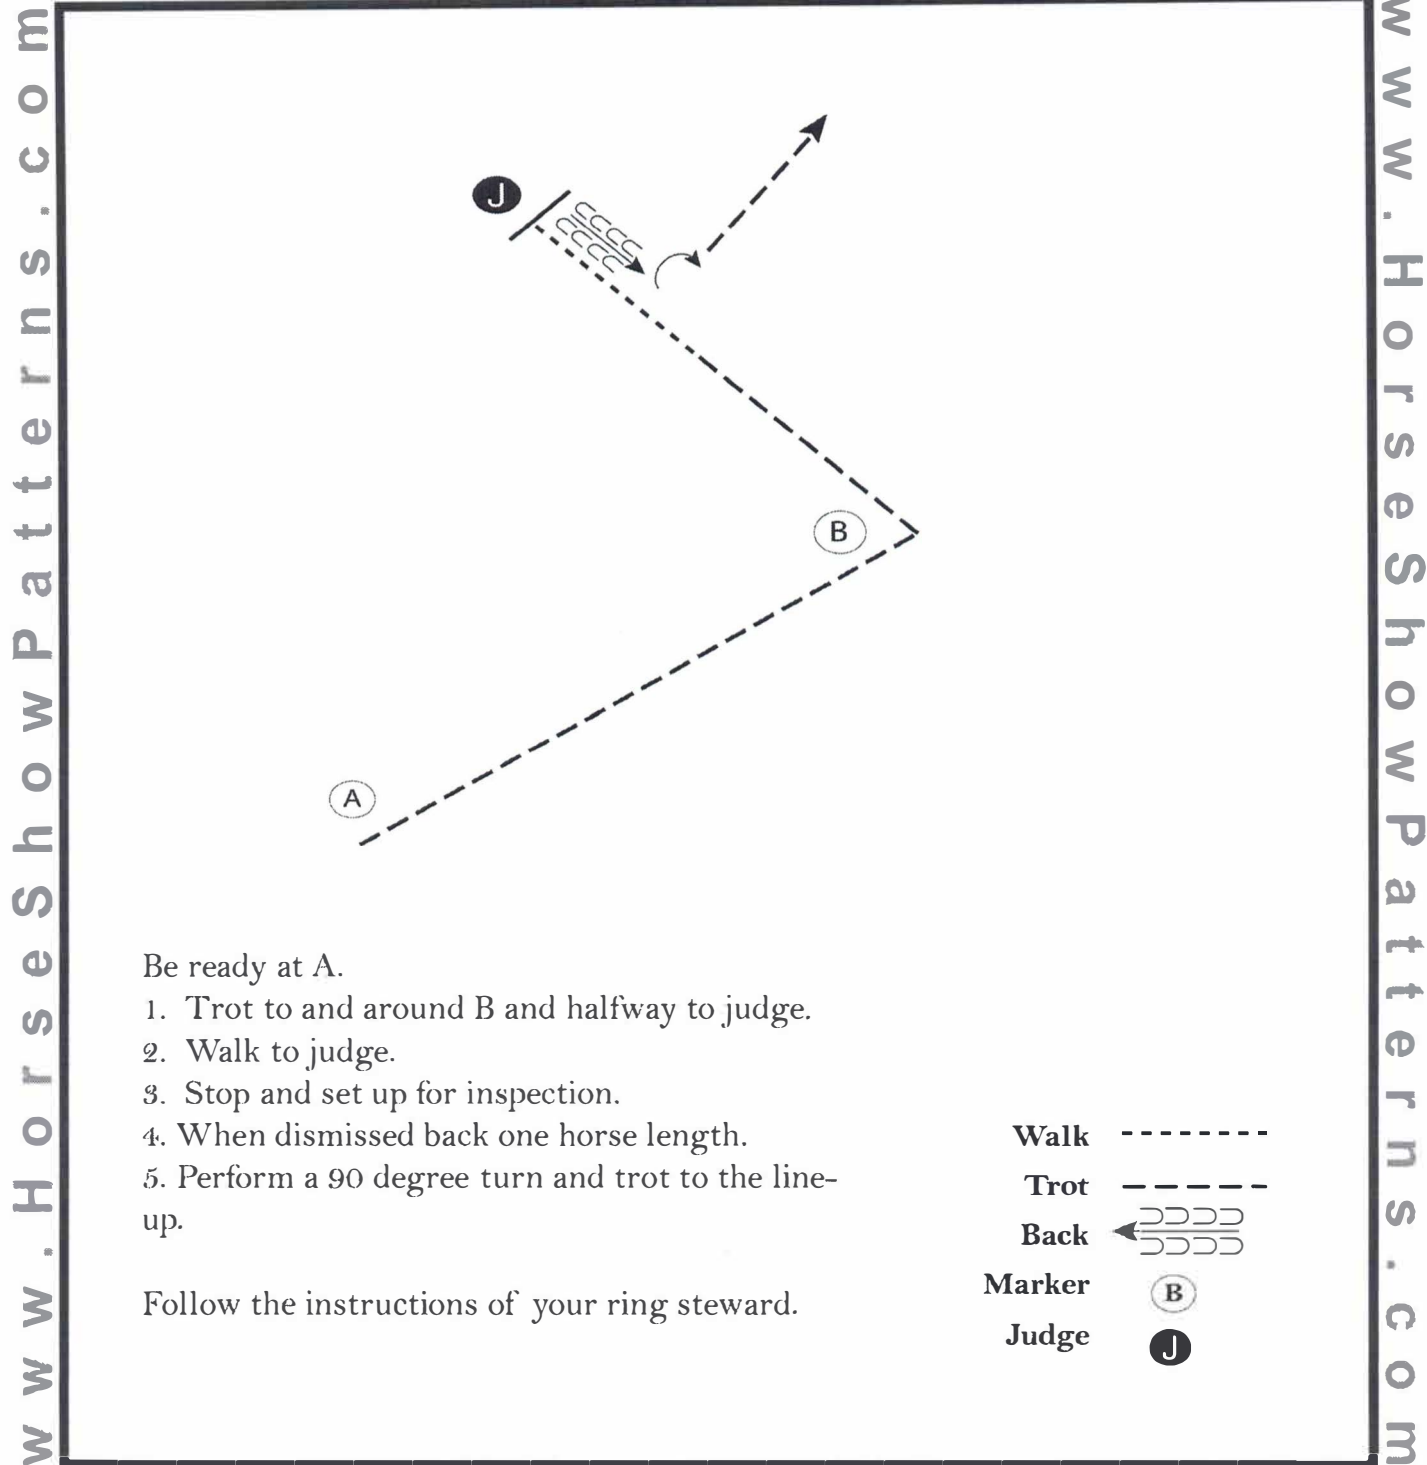 www.HorseShowPatterns.com
www.HorseShowPatterns.com
J
B
A
Be ready at A.
1. Trot to and around B and halfway to judge.
2. Walk to judge.
3. Stop and set up for inspection.
4. When dismissed back one horse length.
5. Perform a 90 degree turn and trot to the line-
up.
Follow the instructions of your ring steward.
Walk
Trot
Back
Marker B
Judge J